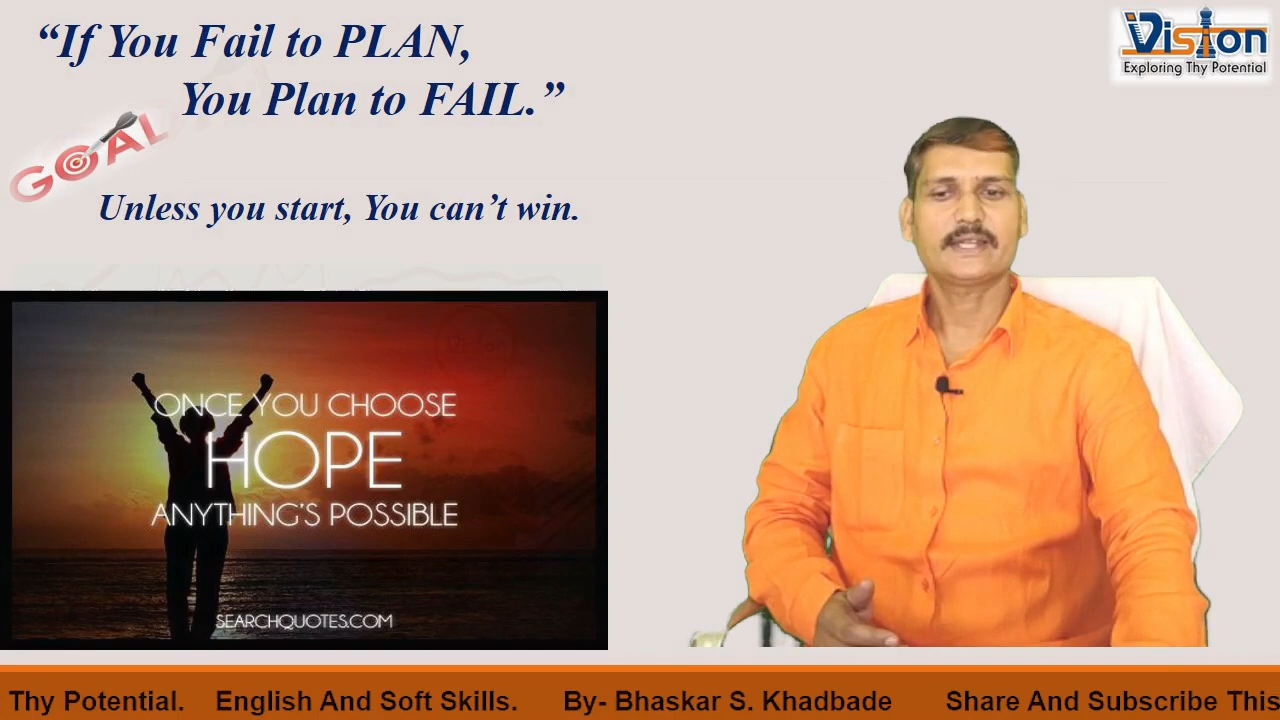 “If You Fail to PLAN,
You Plan to FAIL.”
GOAL
Unless you start, You can’t win.
ONCE YOU CHOOSE
HOPE
ANYTHING'S POSSIBLE
SEARCHQUOTES.COM
Vision
Exploring Thy Potential
Thy Potential. English And Soft Skills. By- Bhaskar S. Khadbade Share And Subscribe This